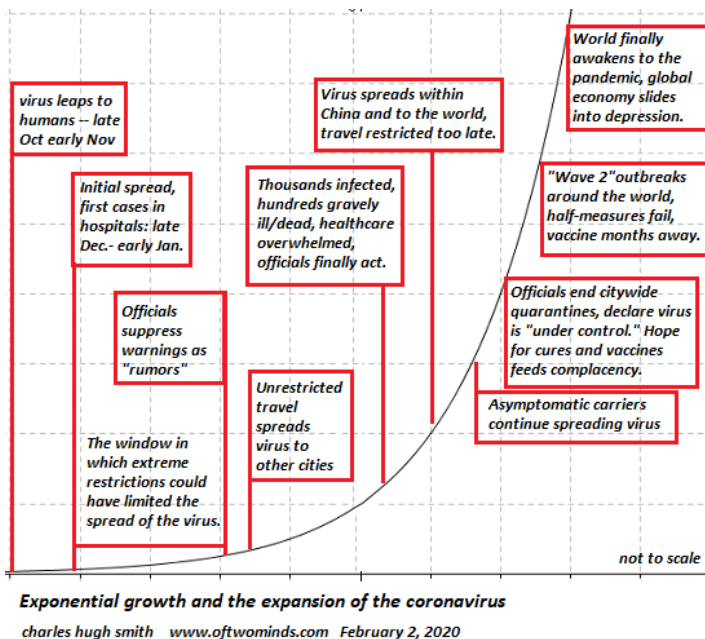 virus leaps to
humans -- late
Oct early Nov
Initial spread,
first cases in
hospitals: late
Dec.- early Jan.
Officials
suppress
warnings as
"rumors"
The window in
which extreme
restrictions could
have limited the
spread of the virus.
Unrestricted
travel
spreads
virus to
other cities
Thousands infected,
hundreds gravely
ill/dead, healthcare
overwhelmed,
officials finally act.
Virus spreads within
China and to the world,
travel restricted too late.
World finally
awakens to the
pandemic, global
economy slides
into depression.
"Wave 2"outbreaks
around the world,
half-measures fail,
vaccine months away.
Officials end citywide
quarantines, declare virus
is "under control." Hope
for cures and vaccines
feeds complacency.
Asymptomatic carriers
continue spreading virus
not to scale
Exponential growth and the expansion of the coronavirus
charles hugh smith www.oftwominds.com February 2, 2020